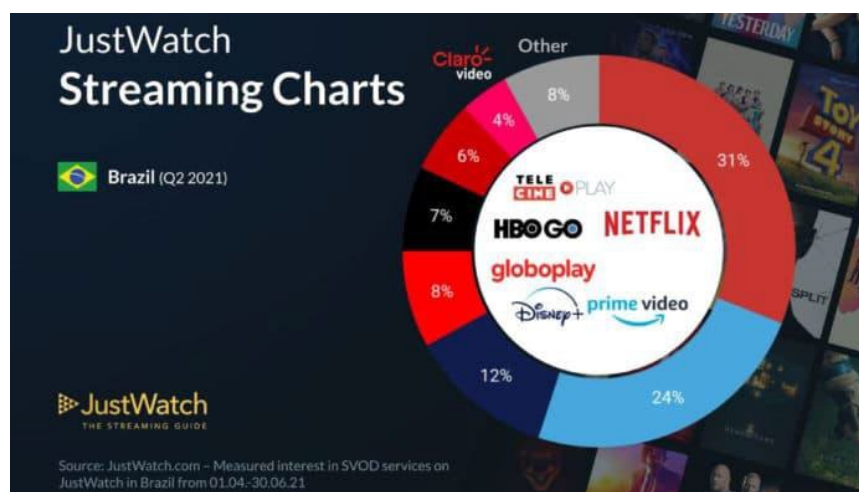 JustWatch
Streaming Charts
Brazil (Q2 2021)
Claro-
video
Other
8%
4%
6%
7%
8%
12%
24%
31%
TELE
CINE PLAY
HBO GO
NETFLIX
globoplay
Disney+
prime video
YESTERDAY
TOY
STORY
4
SPLIT
JustWatch
THE STREAMING GUIDE
Source: JustWatch.com – Measured interest in SVOD services on
JustWatch in Brazil from 01.04.-30.06.21